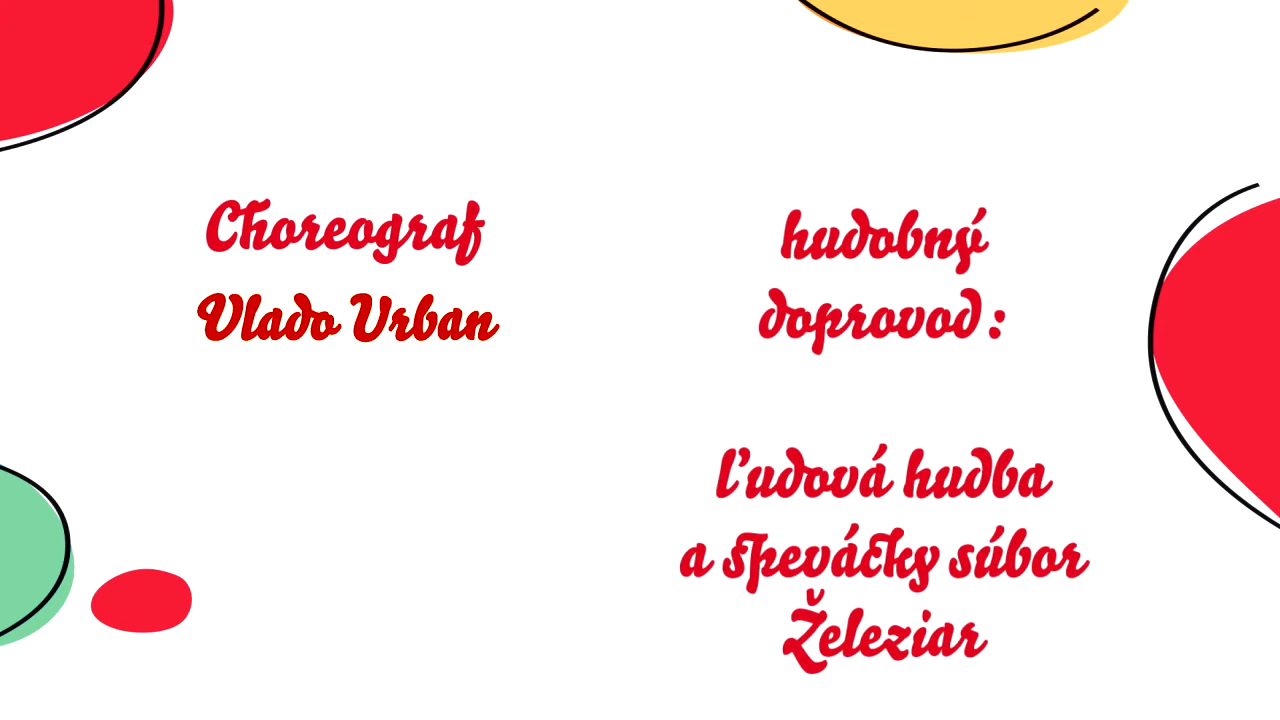 Choreograf
Vlado Urban
hudobný
doprovod:
ľudová hudba
a spevácky súbor
Železiar